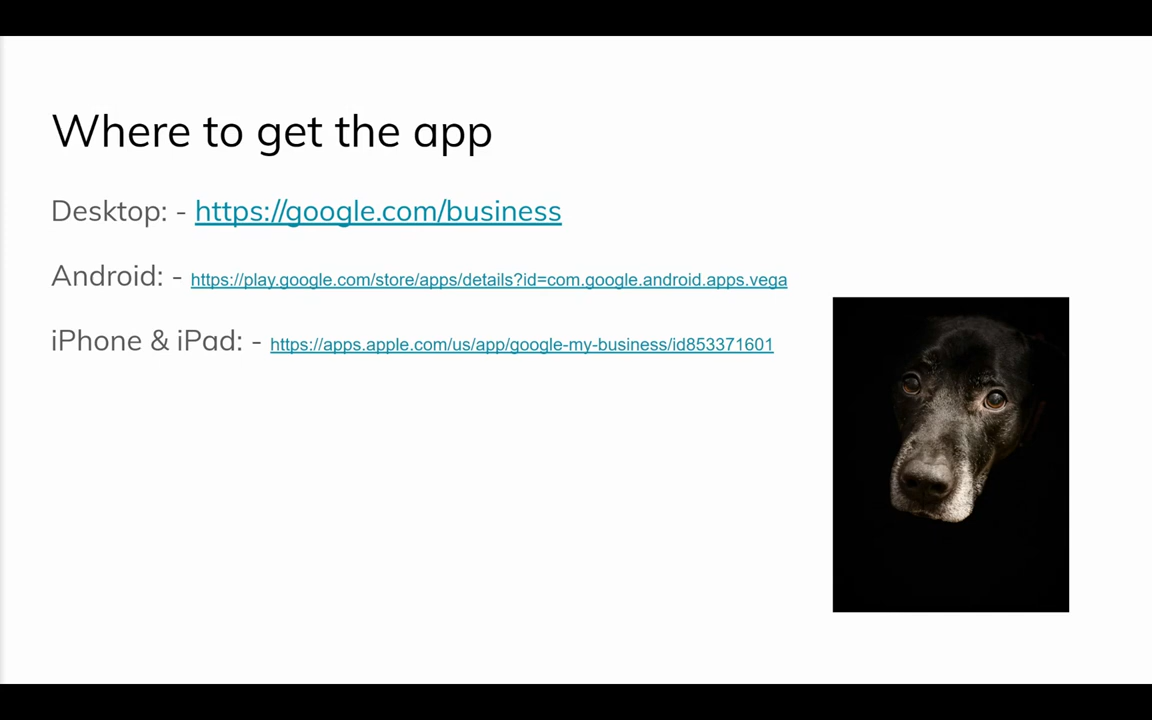 Where to get the app
Desktop: - https://google.com/business
Android: - https://play.google.com/store/apps/details?id=com.google.android.apps.vega
iPhone & iPad: - https://apps.apple.com/us/app/google-my-business/id853371601